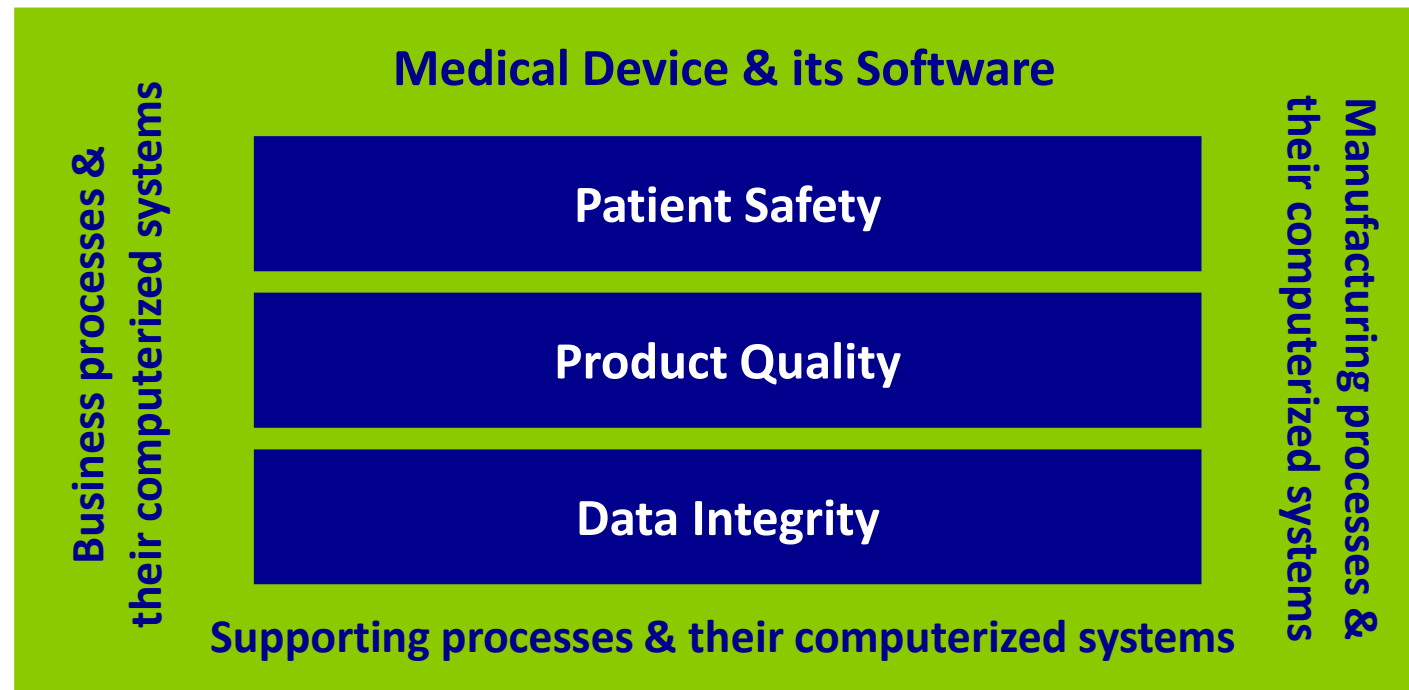 Medical Device & its Software
Business processes &
their computerized systems
Patient Safety
Product Quality
Data Integrity
Manufacturing processes &
their computerized systems
Supporting processes & their computerized systems